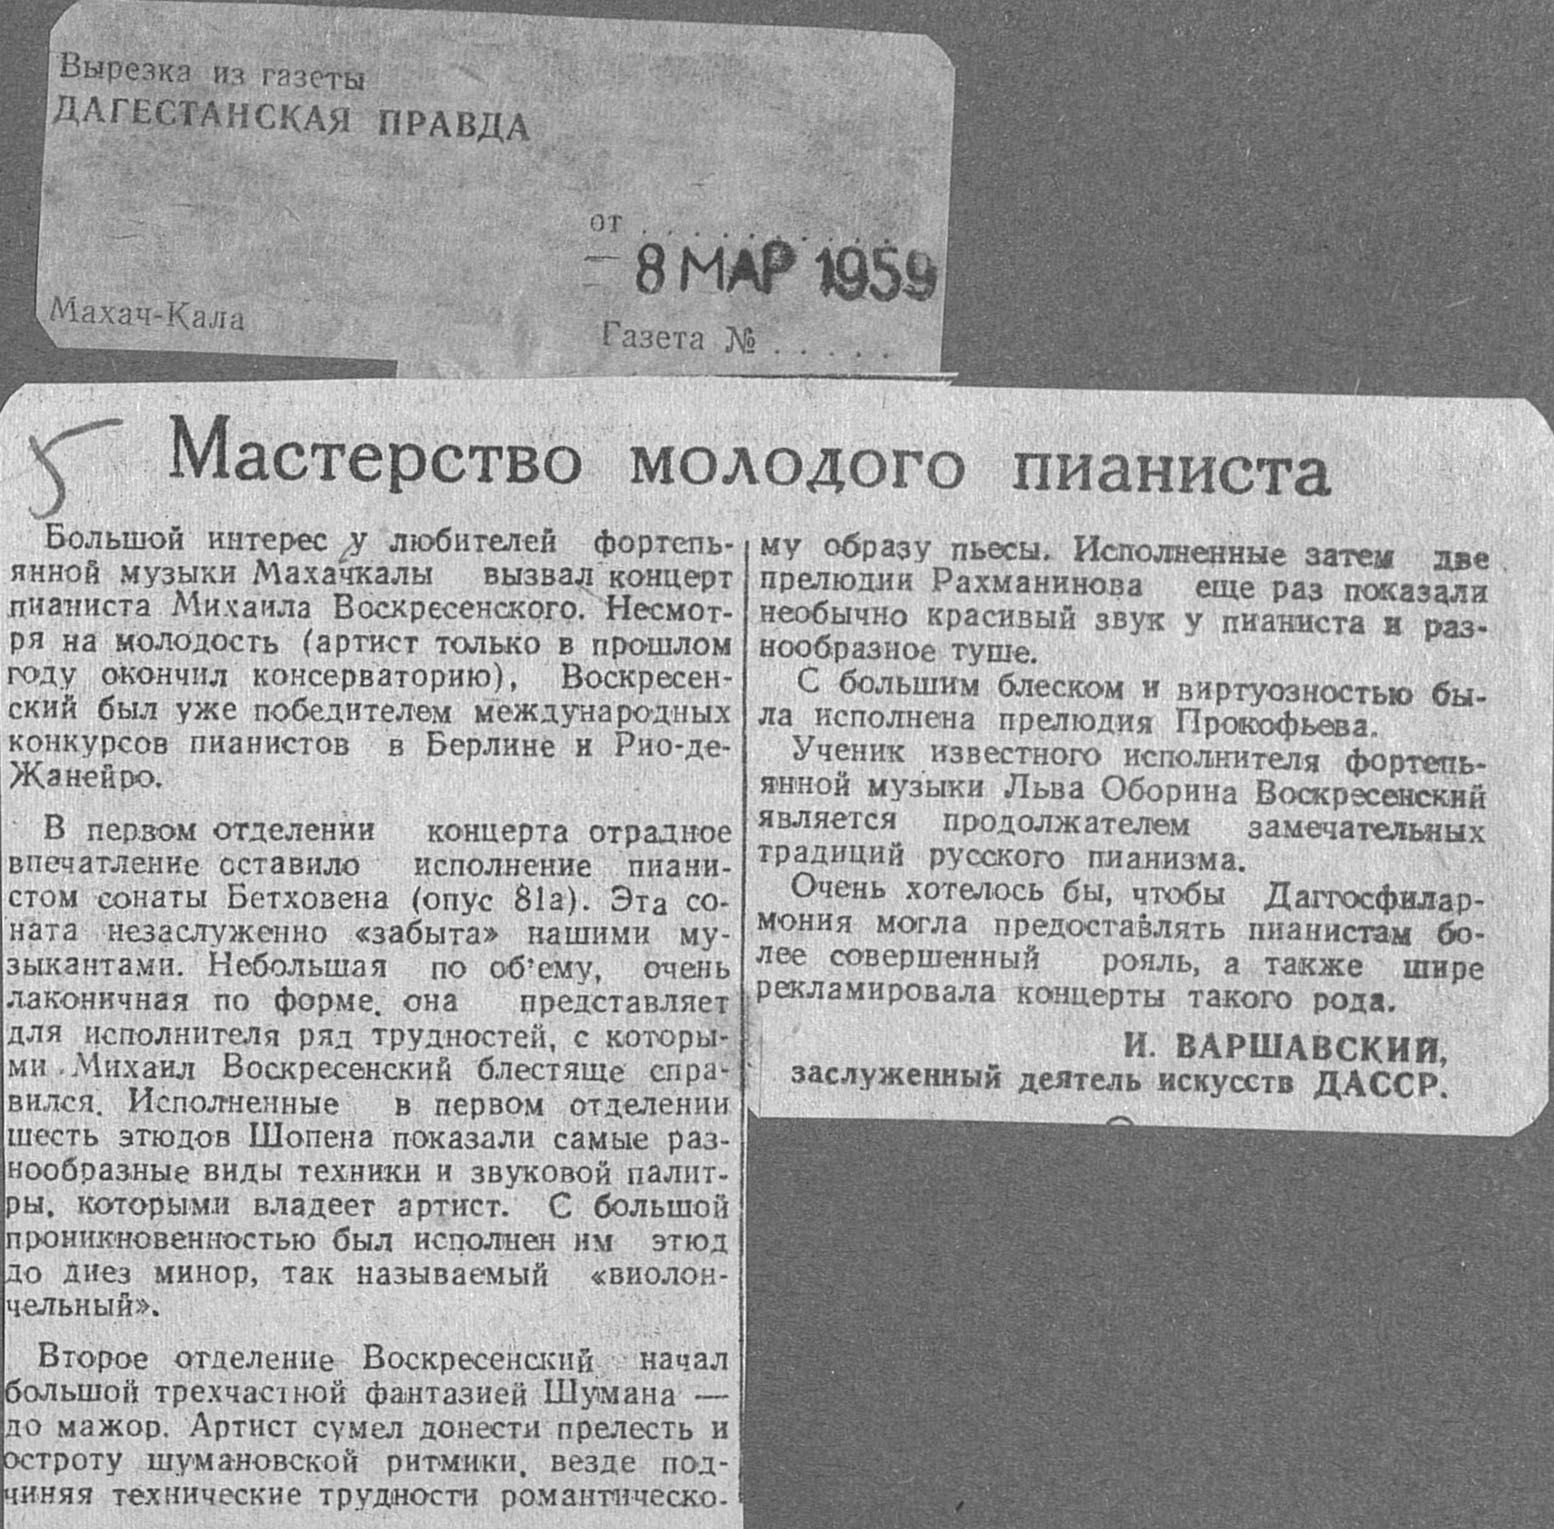 Вырезка из газеты
ДАГЕСТАНСКАЯ ПРАВДА
от . . . . . . . . . .
– 8 МАР 1959
Махач-Кала
Газета № . . . . .
5
Мастерство молодого пианиста
Большой интерес у любителей фортепь-
янной музыки Махачкалы вызвал концерт
пианиста Михаила Воскресенского. Несмот-
ря на молодость (артист только в прошлом
году окончил консерваторию), Воскресен-
ский был уже победителем международных
конкурсов пианистов в Берлине и Рио-де-
Жанейро.
В первом отделении концерта отрадное
впечатление оставило исполнение пиани-
стом сонаты Бетховена (опус 81а). Эта со-
ната незаслуженно «забыта» нашими му-
зыкантами. Небольшая по об'ему, очень
лаконичная по форме, она представляет
для исполнителя ряд трудностей, с которы-
ми Михаил Воскресенский блестяще спра-
вился. Исполненные в первом отделении
шесть этюдов Шопена показали самые раз-
нообразные виды техники и звуковой палит-
ры, которыми владеет артист. С большой
проникновенностью был исполнен им этюд
до диез минор, так называемый «виолон-
чельный».
Второе отделение Воскресенский начал
большой трехчастной фантазией Шумана —
до мажор. Артист сумел донести прелесть и
остроту шумановской ритмики, везде под-
чиняя технические трудности романтическо-
му образу пьесы. Исполненные затем две
прелюдии Рахманинова еще раз показали
необычно красивый звук у пианиста и раз-
нообразное туше.
С большим блеском и виртуозностью бы-
ла исполнена прелюдия Прокофьева.
Ученик известного исполнителя фортепь-
янной музыки Льва Оборина Воскресенский
является продолжателем замечательных
традиций русского пианизма.
Очень хотелось бы, чтобы Даггосфилар-
мония могла предоставлять пианистам бо-
лее совершенный рояль, а также шире
рекламировала концерты такого рода.
И. ВАРШАВСКИЙ,
заслуженный деятель искусств ДАССР.